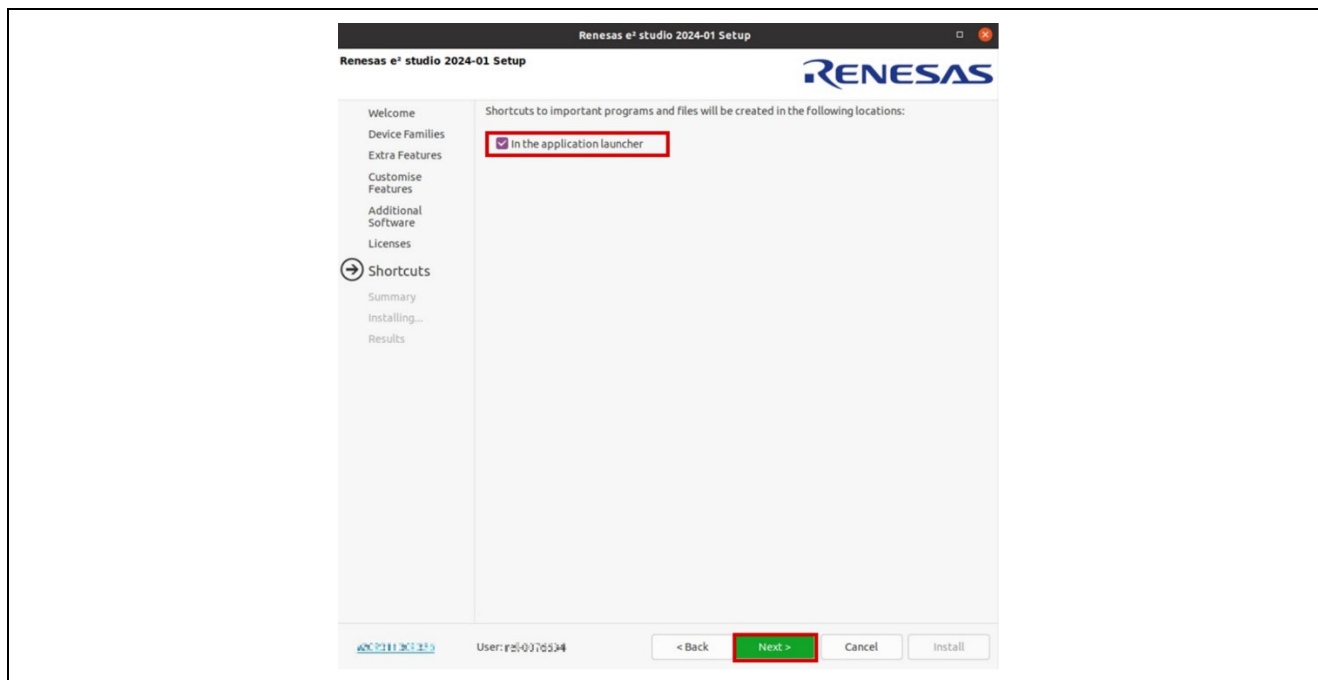 Renesas e² studio 2024-01 Setup
Renesas e² studio 2024-01 Setup
RENESAS
Welcome
Device Families
Extra Features
Customise
Features
Additional
Software
Licenses
Shortcuts
Summary
Installing...
Results
Shortcuts to important programs and files will be created in the following locations:
In the application launcher
User:
< Back
Next >
Cancel
Install